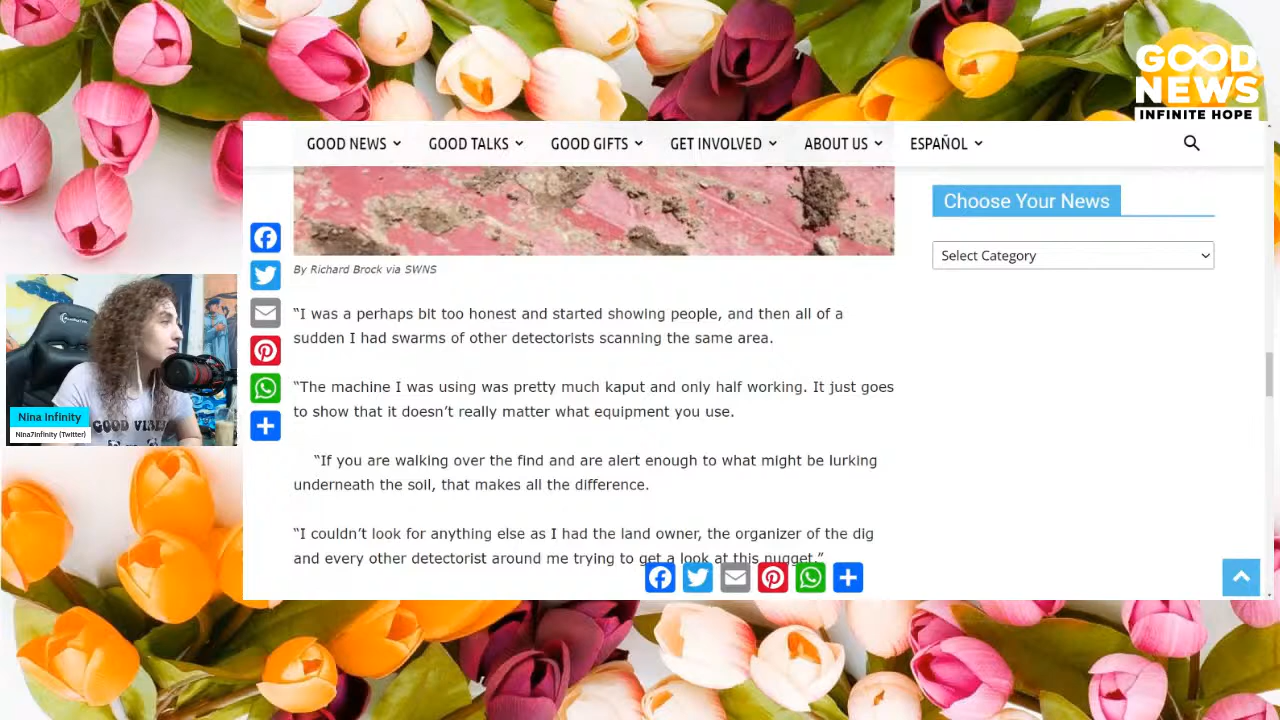 GOOD
NEWS
INFINITE HOPE
GOOD NEWS
GOOD TALKS
GOOD GIFTS
GET INVOLVED
ABOUT US
ESPAÑOL
Choose Your News
Select Category
By Richard Brock via SWNS
“I was a perhaps bit too honest and started showing people, and then all of a
sudden I had swarms of other detectorists scanning the same area.
“The machine I was using was pretty much kaput and only half working. It just goes
to show that it doesn’t really matter what equipment you use.
“If you are walking over the find and are alert enough to what might be lurking
underneath the soil, that makes all the difference.
“I couldn’t look for anything else as I had the land owner, the organizer of the dig
and every other detectorist around me trying to get a look at this nugget.”
GOOD VIBES
Nina Infinity
Nina7Infinity (Twitter)